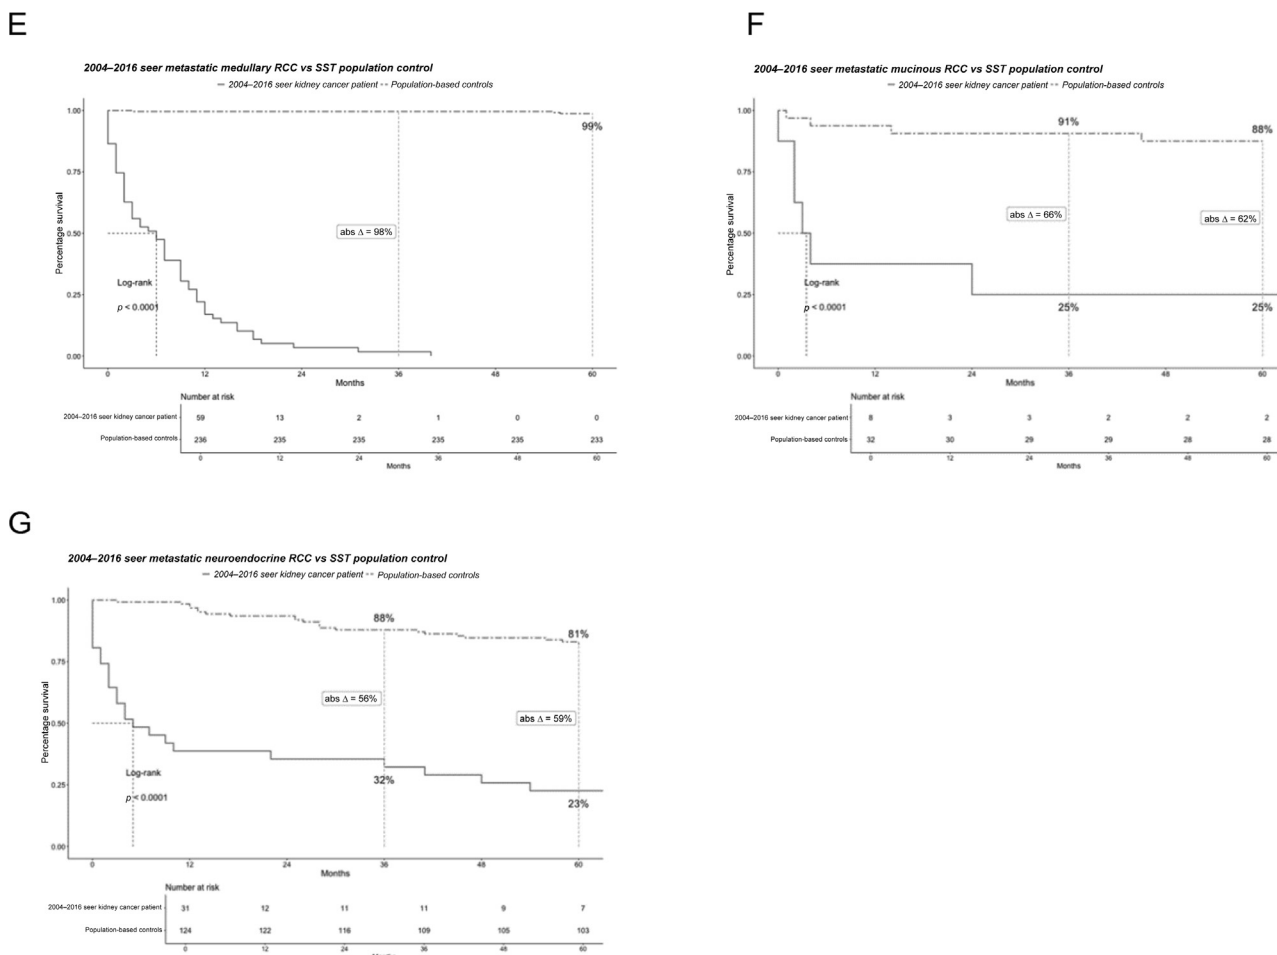 E
2004–2016 seer metastatic medullary RCC vs SST population control
2004–2016 seer kidney cancer patient Population-based controls
1.00
0.75
0.50
0.25
0.00
Percentage survival
99%
abs Δ = 98%
Log-rank
p < 0.0001
0 12 24 36 48 60
Months
Number at risk
2004–2016 seer kidney cancer patient 59 13 2 1 0 0
Population-based controls 236 235 235 235 235 233
0 12 24 36 48 60
Months
F
2004–2016 seer metastatic mucinous RCC vs SST population control
2004–2016 seer kidney cancer patient Population-based controls
1.00
0.75
0.50
0.25
0.00
Percentage survival
91%
88%
abs Δ = 66%
abs Δ = 62%
Log-rank
p < 0.0001
25%
25%
0 12 24 36 48 60
Months
Number at risk
2004–2016 seer kidney cancer patient 8 3 3 2 2 2
Population-based controls 32 30 29 29 28 28
0 12 24 36 48 60
Months
G
2004–2016 seer metastatic neuroendocrine RCC vs SST population control
2004–2016 seer kidney cancer patient Population-based controls
1.00
0.75
0.50
0.25
0.00
Percentage survival
88%
81%
abs Δ = 56%
abs Δ = 59%
Log-rank
p < 0.0001
32%
23%
0 12 24 36 48 60
Months
Number at risk
2004–2016 seer kidney cancer patient 31 12 11 11 9 7
Population-based controls 124 122 116 109 105 103
0 12 24 36 48 60